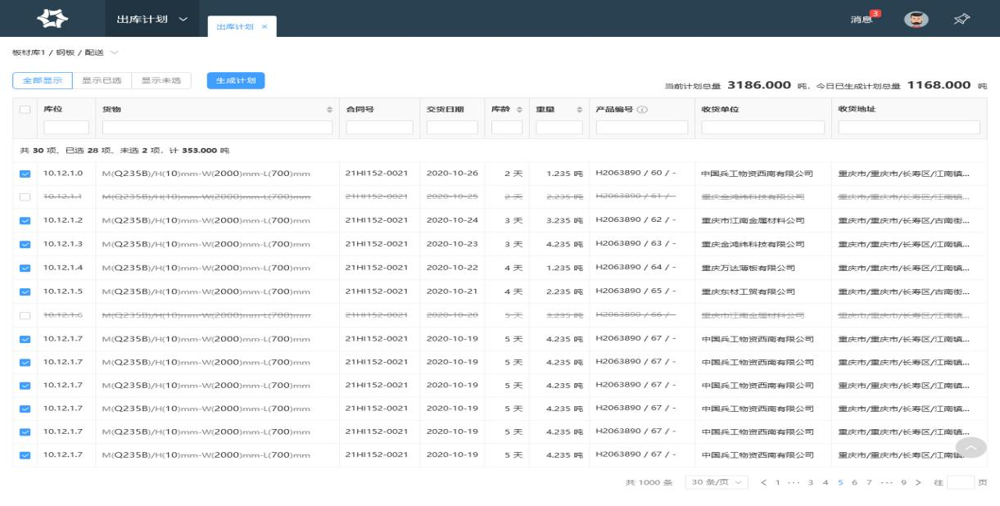 出库计划 出库计划 × 消息 3
板材库1 / 钢板 / 配送
全部显示 显示已选 显示未选 生成计划 当前计划总量 3186.000 吨, 今日已生成计划总量 1168.000 吨
库位 货物 合同号 交货日期 库龄 重量 产品编号 收货单位 收货地址
共 30 项、已选 28 项、未选 2 项, 计 353.000 吨
10.12.1.0 M(Q235B)/H(10)mm-W(2000)mm-L(700)mm 21HI152-0021 2020-10-26 2 天 1.235 吨 H2063890 / 60 / - 中国兵工物资西南有限公司 重庆市/重庆市/长寿区/江南镇...
10.12.1.1 M(Q235B)/H(10)mm-W(2000)mm-L(700)mm 21HI152-0021 2020-10-25 2 天 2.235 吨 H2063890 / 61 / - 重庆金鸿纬科技有限公司 重庆市/重庆市/长寿区/江南镇...
10.12.1.2 M(Q235B)/H(10)mm-W(2000)mm-L(700)mm 21HI152-0021 2020-10-24 3 天 3.235 吨 H2063890 / 62 / - 重庆市江南金属材料公司 重庆市/重庆市/长寿区/古南街...
10.12.1.3 M(Q235B)/H(10)mm-W(2000)mm-L(700)mm 21HI152-0021 2020-10-23 3 天 4.235 吨 H2063890 / 63 / - 重庆金鸿纬科技有限公司 重庆市/重庆市/长寿区/江南镇...
10.12.1.4 M(Q235B)/H(10)mm-W(2000)mm-L(700)mm 21HI152-0021 2020-10-22 4 天 1.235 吨 H2063890 / 64 / - 重庆万达薄板有限公司 重庆市/重庆市/长寿区/江南镇...
10.12.1.5 M(Q235B)/H(10)mm-W(2000)mm-L(700)mm 21HI152-0021 2020-10-21 4 天 2.235 吨 H2063890 / 65 / - 重庆东材工贸有限公司 重庆市/重庆市/长寿区/古南街...
10.12.1.6 M(Q235B)/H(10)mm-W(2000)mm-L(700)mm 21HI152-0021 2020-10-20 5 天 3.235 吨 H2063890 / 66 / - 重庆市江南金属材料公司 重庆市/重庆市/长寿区/江南镇...
10.12.1.7 M(Q235B)/H(10)mm-W(2000)mm-L(700)mm 21HI152-0021 2020-10-19 5 天 4.235 吨 H2063890 / 67 / - 中国兵工物资西南有限公司 重庆市/重庆市/长寿区/江南镇...
10.12.1.7 M(Q235B)/H(10)mm-W(2000)mm-L(700)mm 21HI152-0021 2020-10-19 5 天 4.235 吨 H2063890 / 67 / - 中国兵工物资西南有限公司 重庆市/重庆市/长寿区/江南镇...
10.12.1.7 M(Q235B)/H(10)mm-W(2000)mm-L(700)mm 21HI152-0021 2020-10-19 5 天 4.235 吨 H2063890 / 67 / - 中国兵工物资西南有限公司 重庆市/重庆市/长寿区/江南镇...
10.12.1.7 M(Q235B)/H(10)mm-W(2000)mm-L(700)mm 21HI152-0021 2020-10-19 5 天 4.235 吨 H2063890 / 67 / - 中国兵工物资西南有限公司 重庆市/重庆市/长寿区/江南镇...
10.12.1.7 M(Q235B)/H(10)mm-W(2000)mm-L(700)mm 21HI152-0021 2020-10-19 5 天 4.235 吨 H2063890 / 67 / - 中国兵工物资西南有限公司 重庆市/重庆市/长寿区/江南镇...
10.12.1.7 M(Q235B)/H(10)mm-W(2000)mm-L(700)mm 21HI152-0021 2020-10-19 5 天 4.235 吨 H2063890 / 67 / - 中国兵工物资西南有限公司 重庆市/重庆市/长寿区/江南镇...
共 1000 条 30 条/页 < 1 ··· 3 4 5 6 7 ··· 9 > 往 页